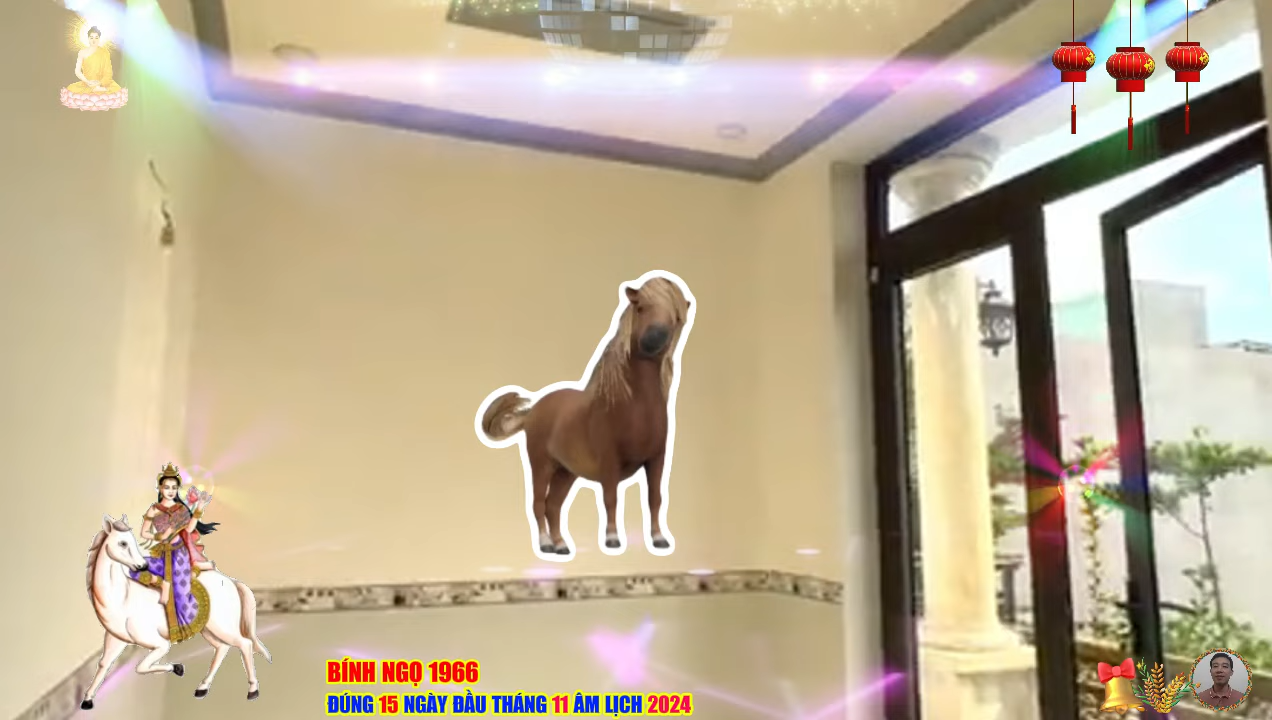 BÍNH NGỌ 1966
ĐÚNG 15 NGÀY ĐẦU THÁNG 11 ÂM LỊCH 2024